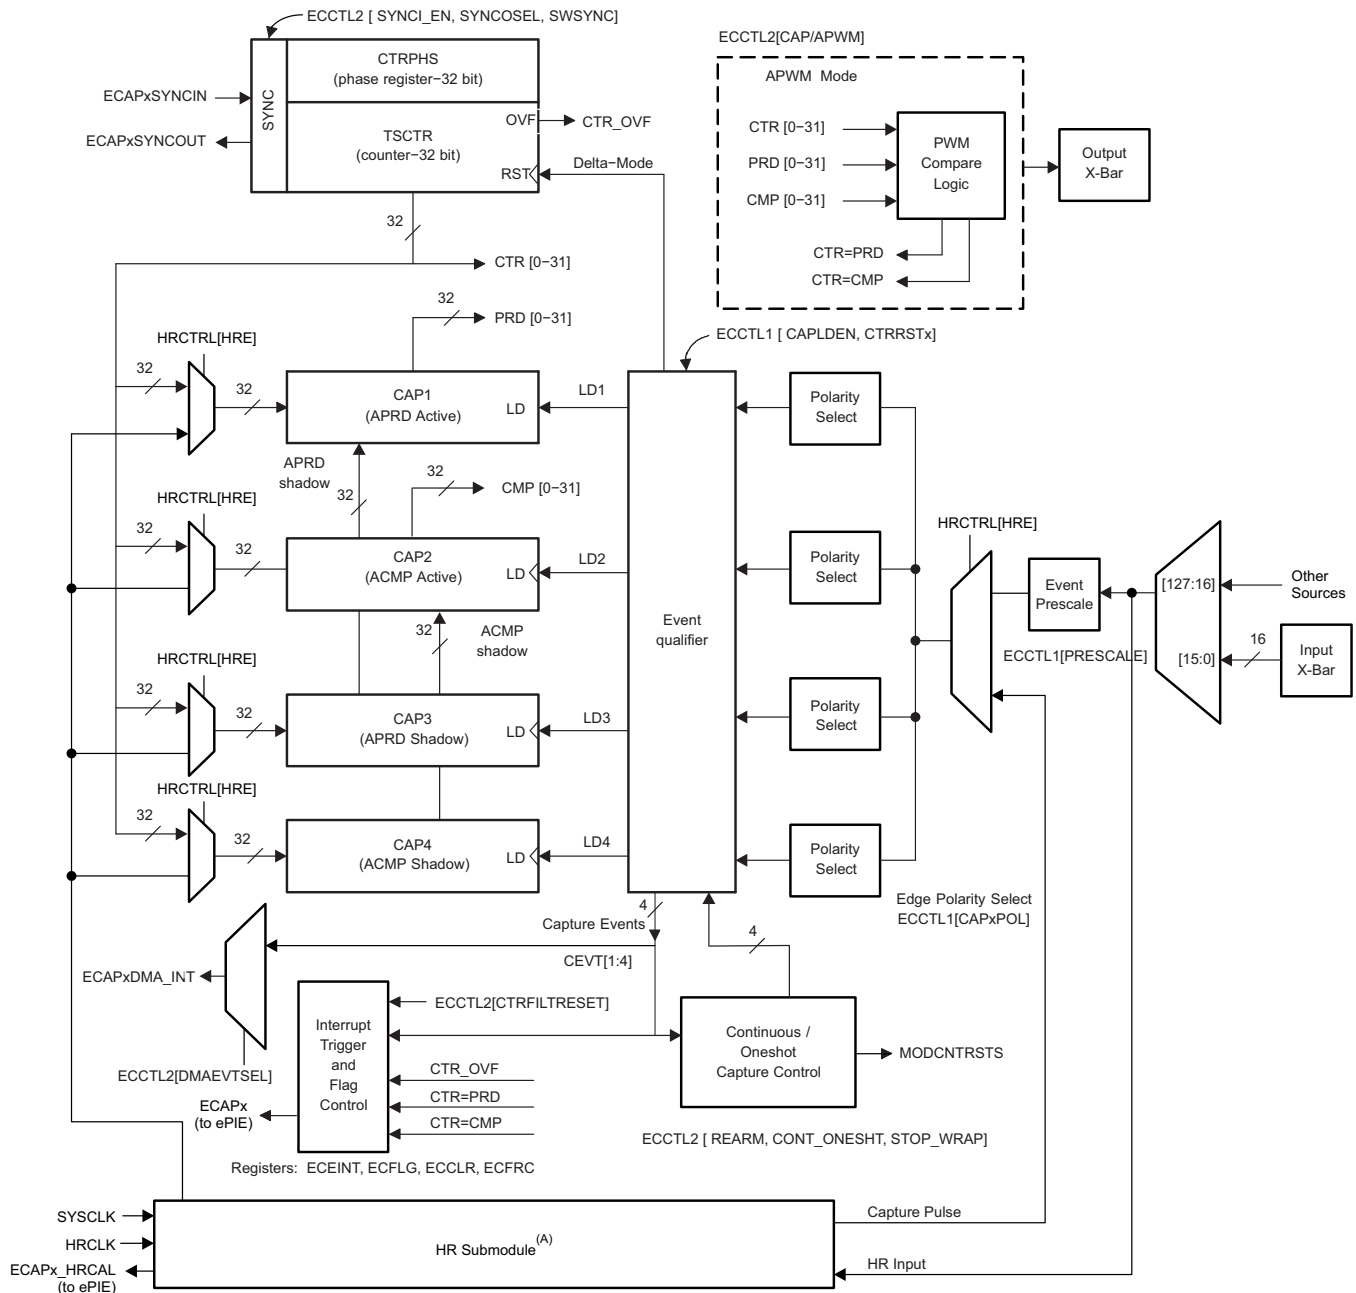 ECCTL2 [ SYNCI_EN, SYNCOSEL, SWSYNC]
CTRPHS
(phase register−32 bit)
SYNC
ECAPxSYNCIN
ECAPxSYNCOUT
TSCTR
(counter−32 bit)
OVF
CTR_OVF
RST
Delta−Mode
32
CTR [0−31]
32
PRD [0−31]
ECCTL2[CAP/APWM]
APWM Mode
CTR [0−31]
PRD [0−31]
CMP [0−31]
PWM
Compare
Logic
Output
X-Bar
CTR=PRD
CTR=CMP
ECCTL1 [ CAPLDEN, CTRRSTx]
HRCTRL[HRE]
32
32
CAP1
(APRD Active)
LD
LD1
Polarity
Select
APRD
shadow
32
32
CMP [0−31]
HRCTRL[HRE]
32
32
CAP2
(ACMP Active)
LD
LD2
Polarity
Select
32
ACMP
shadow
Event
qualifier
HRCTRL[HRE]
Event
Prescale
ECCTL1[PRESCALE]
[127:16]
Other
Sources
[15:0]
16
Input
X-Bar
HRCTRL[HRE]
32
32
CAP3
(APRD Shadow)
LD
LD3
Polarity
Select
HRCTRL[HRE]
32
32
CAP4
(ACMP Shadow)
LD
LD4
Polarity
Select
Edge Polarity Select
ECCTL1[CAPxPOL]
4
Capture Events
CEVT[1:4]
4
ECAPxDMA_INT
ECCTL2[DMAEVTSEL]
ECCTL2[CTRFILTRESET]
Interrupt
Trigger
and
Flag
Control
CTR_OVF
CTR=PRD
CTR=CMP
ECAPx
(to ePIE)
Continuous /
Oneshot
Capture Control
MODCNTRSTS
ECCTL2 [ REARM, CONT_ONESHT, STOP_WRAP]
Registers: ECEINT, ECFLG, ECCLR, ECFRC
SYSCLK
HRCLK
ECAPx_HRCAL
(to ePIE)
HR Submodule(A)
Capture Pulse
HR Input